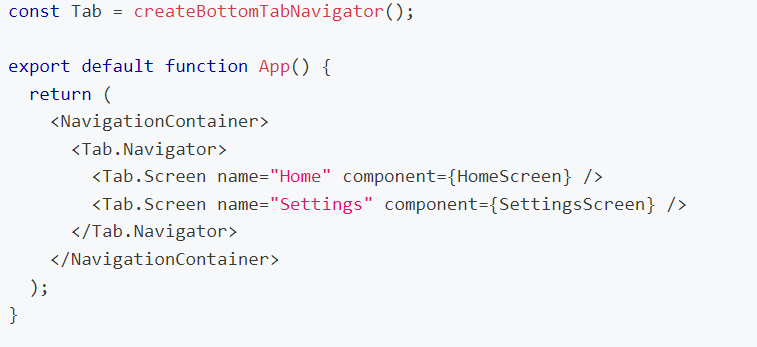 const Tab = createBottomTabNavigator();

export default function App() {
  return (
    <NavigationContainer>
      <Tab.Navigator>
        <Tab.Screen name="Home" component={HomeScreen} />
        <Tab.Screen name="Settings" component={SettingsScreen} />
      </Tab.Navigator>
    </NavigationContainer>
  );
}